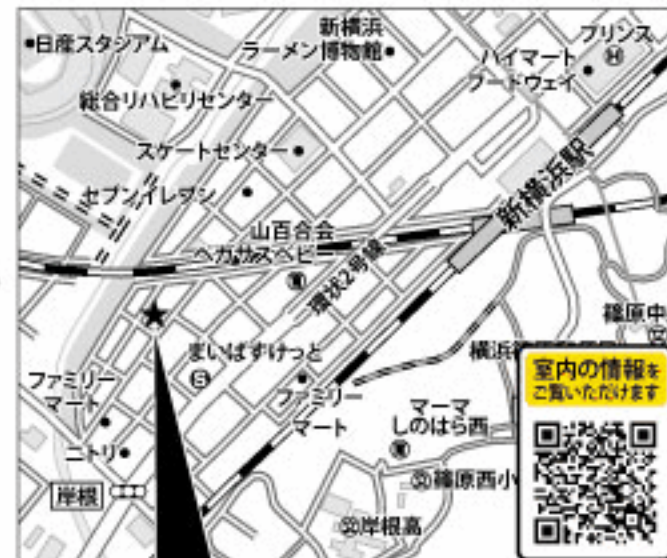 日産スタジアム
新横浜
ラーメン博物館
プリンス
H
ハイマート
フードウェイ
総合リハビリセンター
スケートセンター
セブンイレブン
新横浜駅
山百合会
ペガサスベビー
環状2号線
篠原中
まいばすけっと
横浜
ファミリー
マート
ファミリー
マート
マーマ
しのはら西
ニトリ
岸根
篠原西小
岸根高
室内の情報を
ご覧いただけます